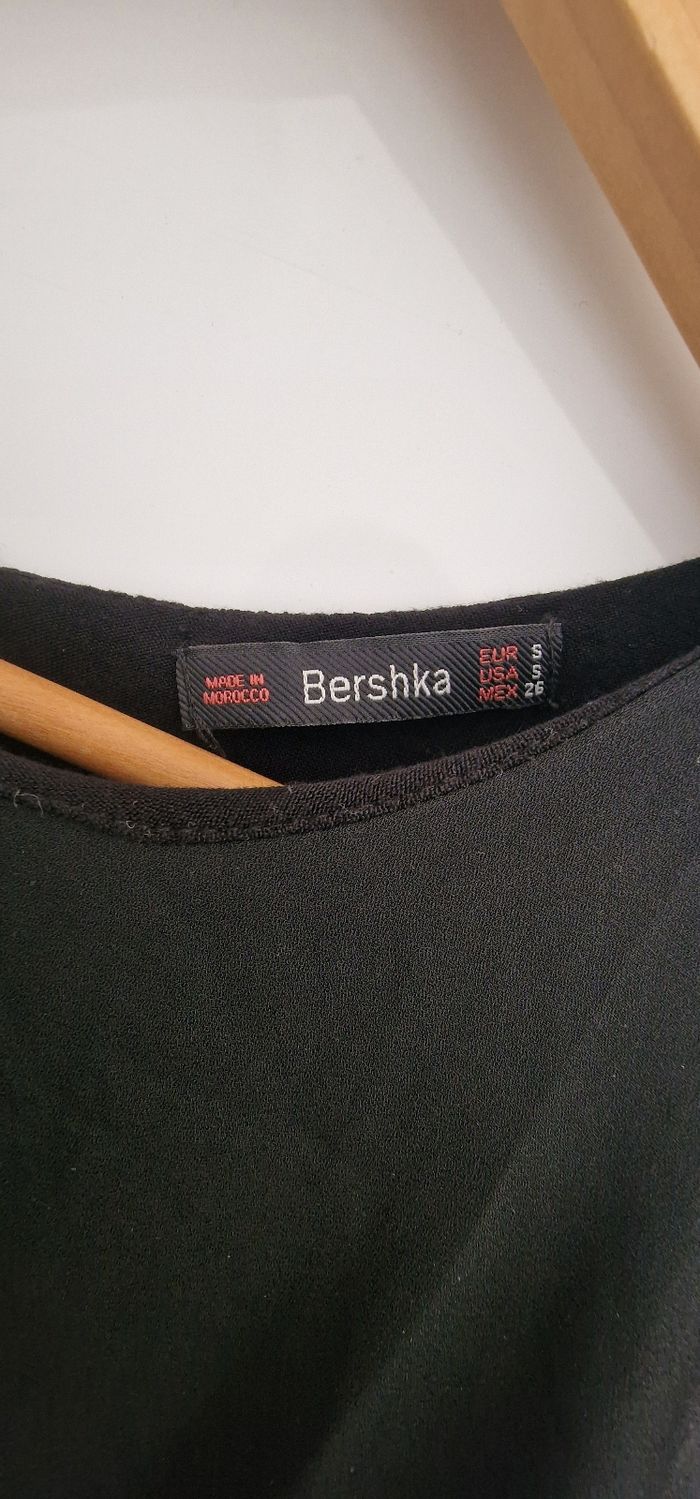 MADE IN
MOROCCO
Bershka
EUR S
USA S
MEX 26